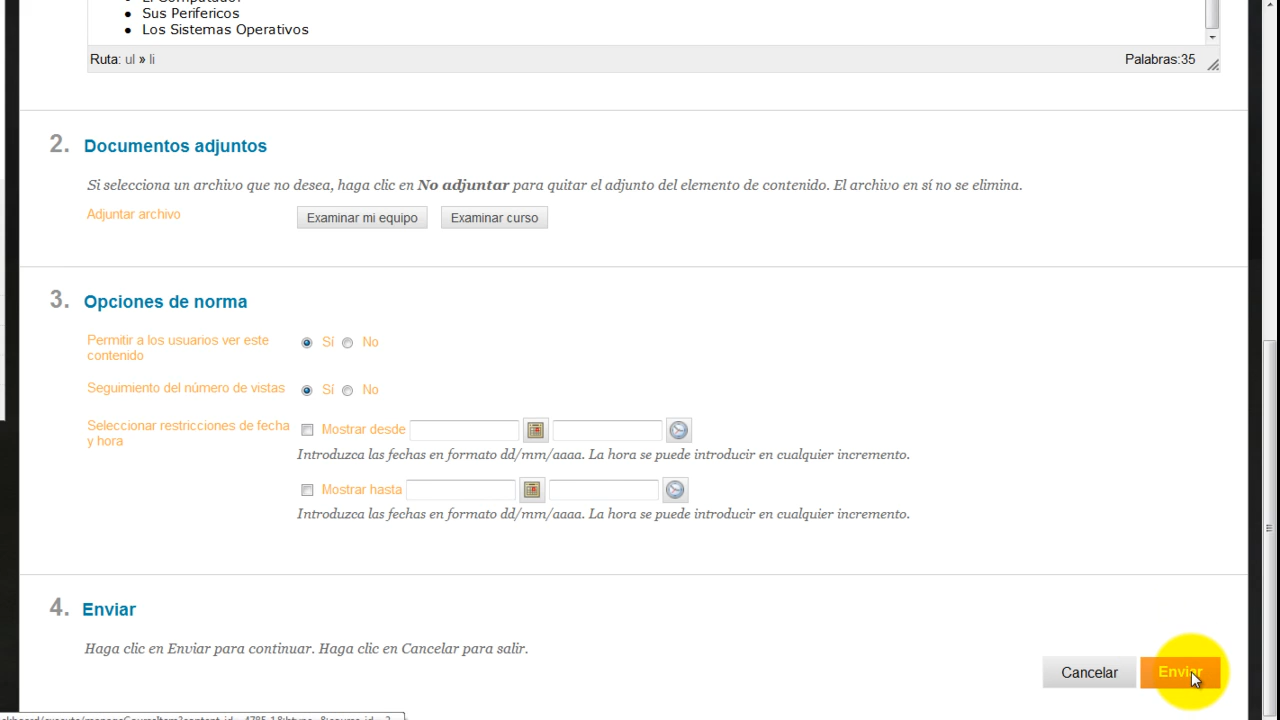 Sus Perifericos
Los Sistemas Operativos
Ruta: ul » li
Palabras:35
2. Documentos adjuntos
Si selecciona un archivo que no desea, haga clic en No adjuntar para quitar el adjunto del elemento de contenido. El archivo en sí no se elimina.
Adjuntar archivo
Examinar mi equipo
Examinar curso
3. Opciones de norma
Permitir a los usuarios ver este
contenido
Sí No
Seguimiento del número de vistas
Sí No
Seleccionar restricciones de fecha
y hora
Mostrar desde
Introduzca las fechas en formato dd/mm/aaaa. La hora se puede introducir en cualquier incremento.
Mostrar hasta
Introduzca las fechas en formato dd/mm/aaaa. La hora se puede introducir en cualquier incremento.
4. Enviar
Haga clic en Enviar para continuar. Haga clic en Cancelar para salir.
Cancelar
Enviar